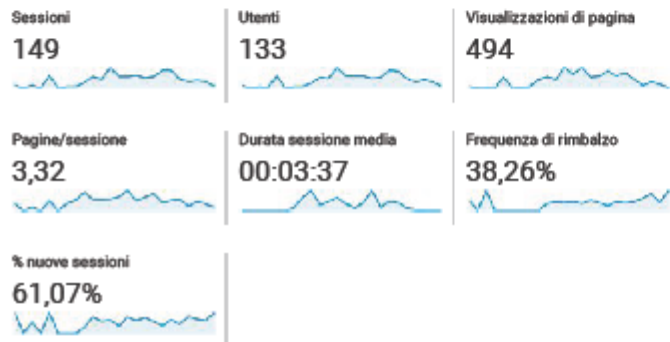 Sessioni
149
Utenti
133
Visualizzazioni di pagina
494
Pagine/sessione
3,32
Durata sessione media
00:03:37
Frequenza di rimbalzo
38,26%
% nuove sessioni
61,07%